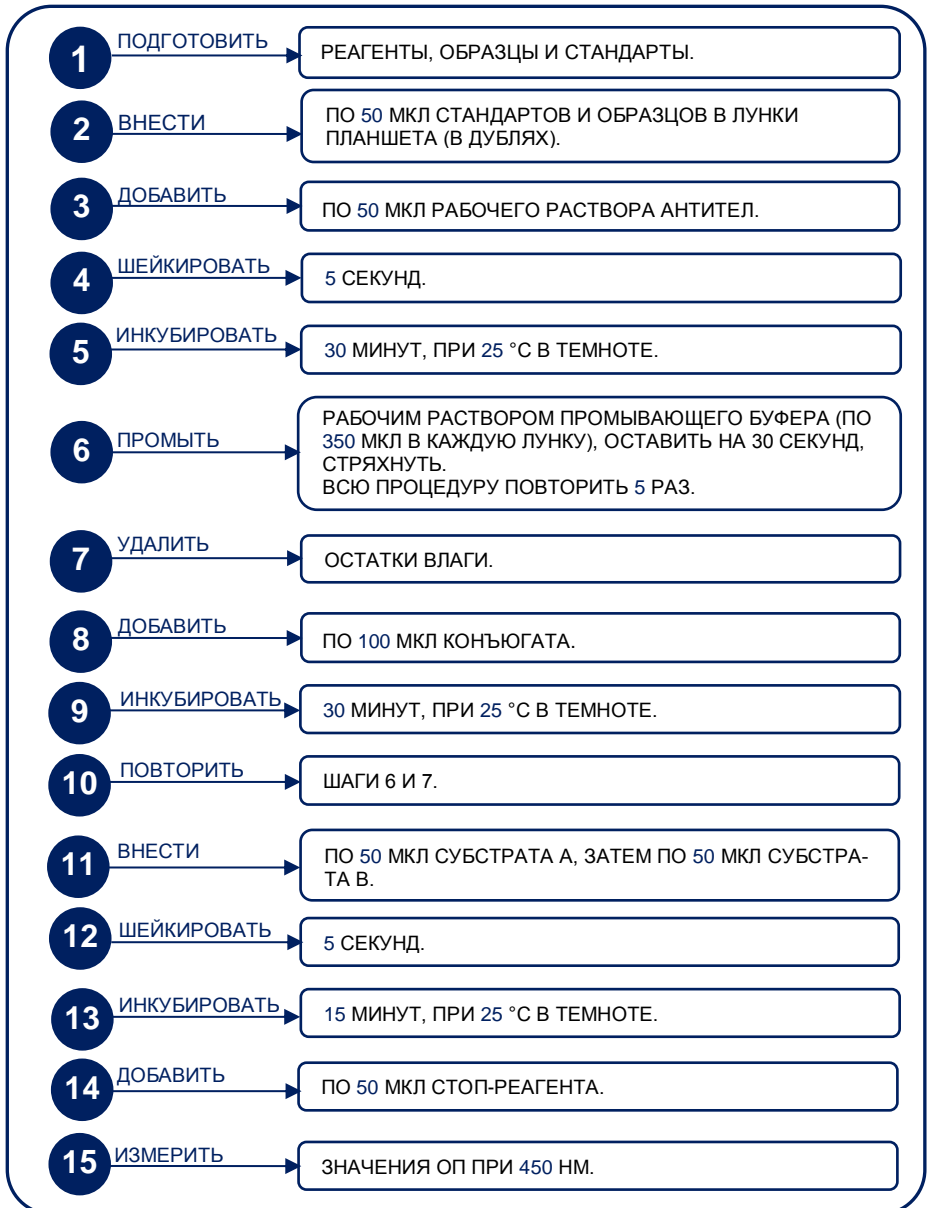 1
ПОДГОТОВИТЬ
РЕАГЕНТЫ, ОБРАЗЦЫ И СТАНДАРТЫ.
2
ВНЕСТИ
ПО 50 МКЛ СТАНДАРТОВ И ОБРАЗЦОВ В ЛУНКИ
ПЛАНШЕТА (В ДУБЛЯХ).
3
ДОБАВИТЬ
ПО 50 МКЛ РАБОЧЕГО РАСТВОРА АНТИТЕЛ.
4
ШЕЙКИРОВАТЬ
5 СЕКУНД.
5
ИНКУБИРОВАТЬ
30 МИНУТ, ПРИ 25 °C В ТЕМНОТЕ.
6
ПРОМЫТЬ
РАБОЧИМ РАСТВОРОМ ПРОМЫВАЮЩЕГО БУФЕРА (ПО
350 МКЛ В КАЖДУЮ ЛУНКУ), ОСТАВИТЬ НА 30 СЕКУНД,
СТРЯХНУТЬ.
ВСЮ ПРОЦЕДУРУ ПОВТОРИТЬ 5 РАЗ.
7
УДАЛИТЬ
ОСТАТКИ ВЛАГИ.
8
ДОБАВИТЬ
ПО 100 МКЛ КОНЪЮГАТА.
9
ИНКУБИРОВАТЬ
30 МИНУТ, ПРИ 25 °C В ТЕМНОТЕ.
10
ПОВТОРИТЬ
ШАГИ 6 И 7.
11
ВНЕСТИ
ПО 50 МКЛ СУБСТРАТА А, ЗАТЕМ ПО 50 МКЛ СУБСТРА-
ТА В.
12
ШЕЙКИРОВАТЬ
5 СЕКУНД.
13
ИНКУБИРОВАТЬ
15 МИНУТ, ПРИ 25 °C В ТЕМНОТЕ.
14
ДОБАВИТЬ
ПО 50 МКЛ СТОП-РЕАГЕНТА.
15
ИЗМЕРИТЬ
ЗНАЧЕНИЯ ОП ПРИ 450 НМ.